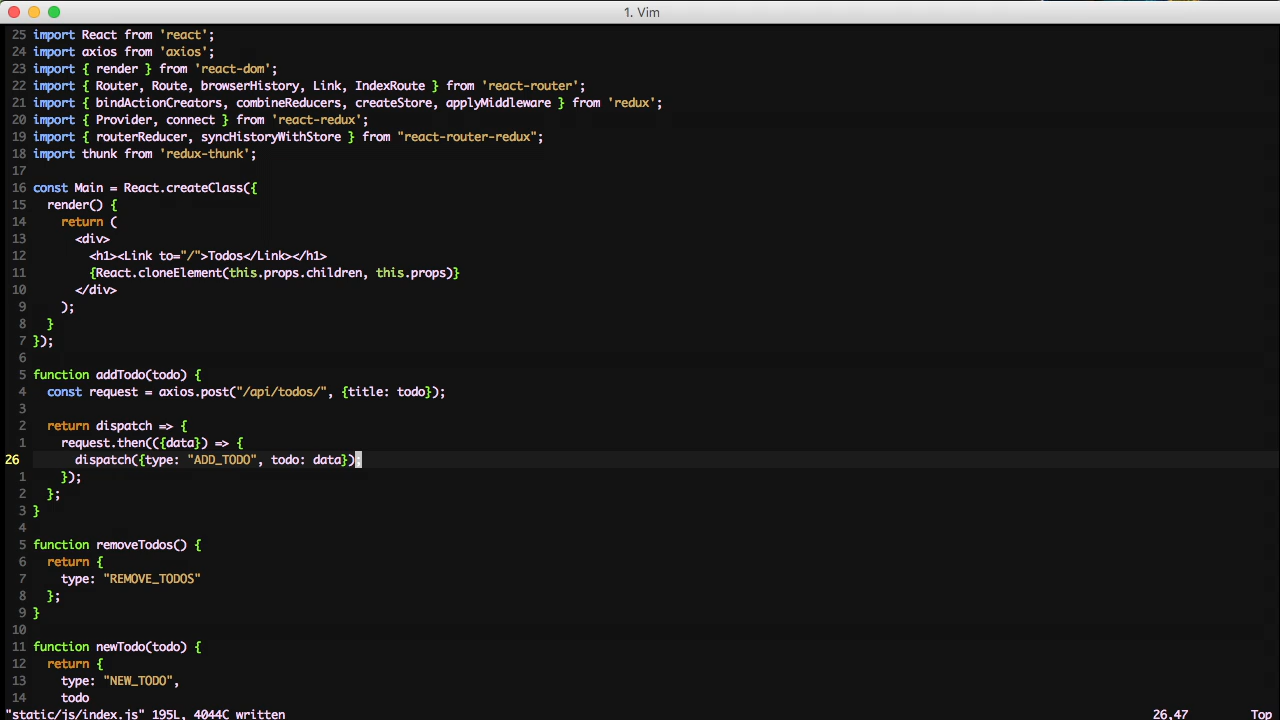 1. Vim
25 import React from 'react';
24 import axios from 'axios';
23 import { render } from 'react-dom';
22 import { Router, Route, browserHistory, Link, IndexRoute } from 'react-router';
21 import { bindActionCreators, combineReducers, createStore, applyMiddleware } from 'redux';
20 import { Provider, connect } from 'react-redux';
19 import { routerReducer, syncHistoryWithStore } from "react-router-redux";
18 import thunk from 'redux-thunk';
17
16 const Main = React.createClass({
15   render() {
14     return (
13       <div>
12         <h1><Link to="/">Todos</Link></h1>
11         {React.cloneElement(this.props.children, this.props)}
10       </div>
9     );
8   }
7 });
6
5 function addTodo(todo) {
4   const request = axios.post("/api/todos/", {title: todo});
3
2   return dispatch => {
1     request.then(({data}) => {
26       dispatch({type: "ADD_TODO", todo: data});
1     });
2   };
3 }
4
5 function removeTodos() {
6   return {
7     type: "REMOVE_TODOS"
8   };
9 }
10
11 function newTodo(todo) {
12   return {
13     type: "NEW_TODO",
14     todo
"static/js/index.js" 195L, 4044C written 26,47 Top